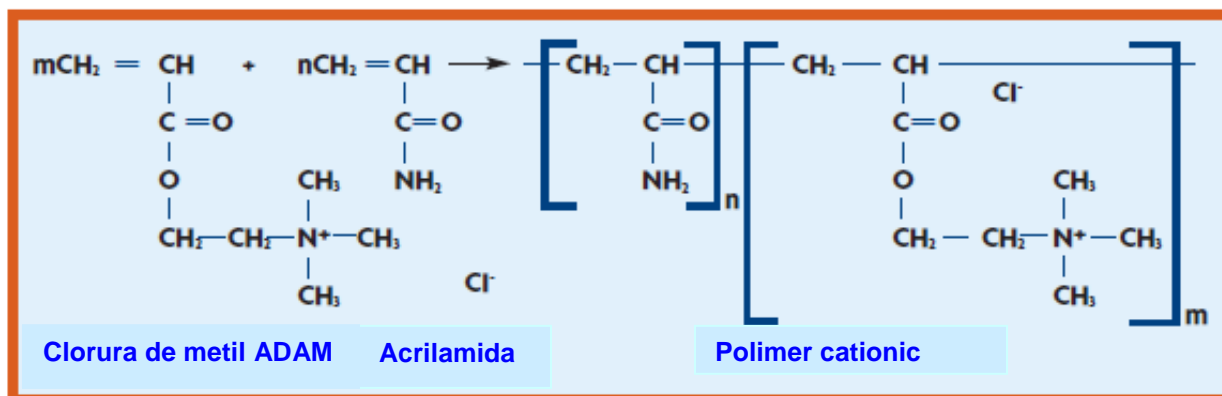 mCH₂ = CH + nCH₂ = CH → CH₂ — CH — CH₂ — CH
Cl⁻
C = O C = O C = O C = O
O CH₃ NH₂ NH₂ n O CH₃
CH₂ — CH₂ — N⁺ — CH₃ CH₂ — CH₂ — N⁺ — CH₃
CH₃ Cl⁻ CH₃ m
Clorura de metil ADAM Acrilamida Polimer cationic